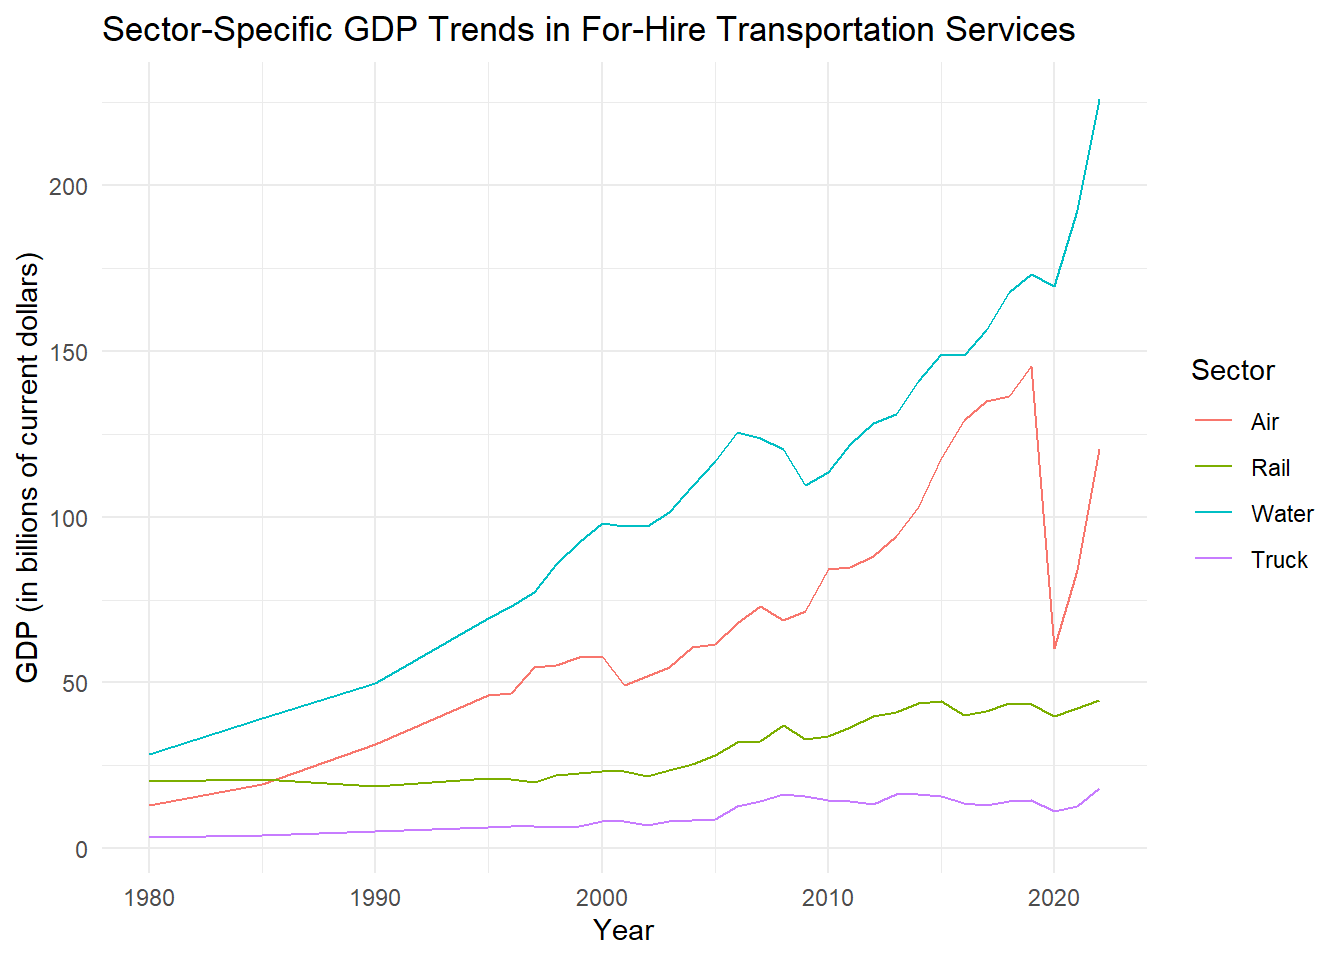 Sector-Specific GDP Trends in For-Hire Transportation Services
GDP (in billions of current dollars)
200
150
100
50
0
1980 1990 2000 2010 2020
Year
Sector
Air
Rail
Water
Truck